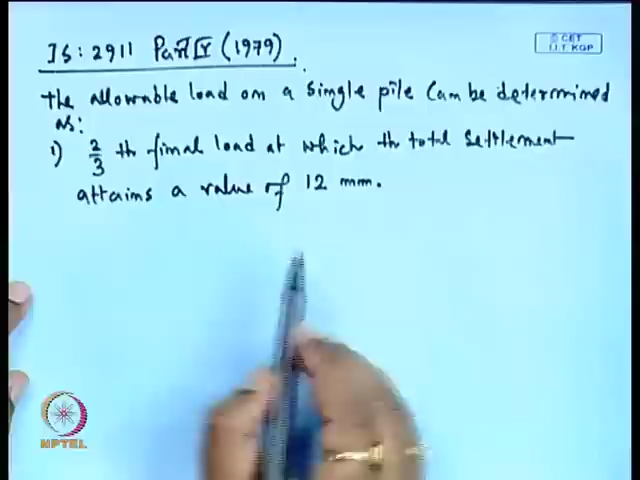 IS: 2911 Part IV (1979)
© CET
I.I.T. KGP
The allowable load on a single pile can be determined
as:
1) 2/3 th final load at which the total settlement
attains a value of 12 mm.
NPTEL